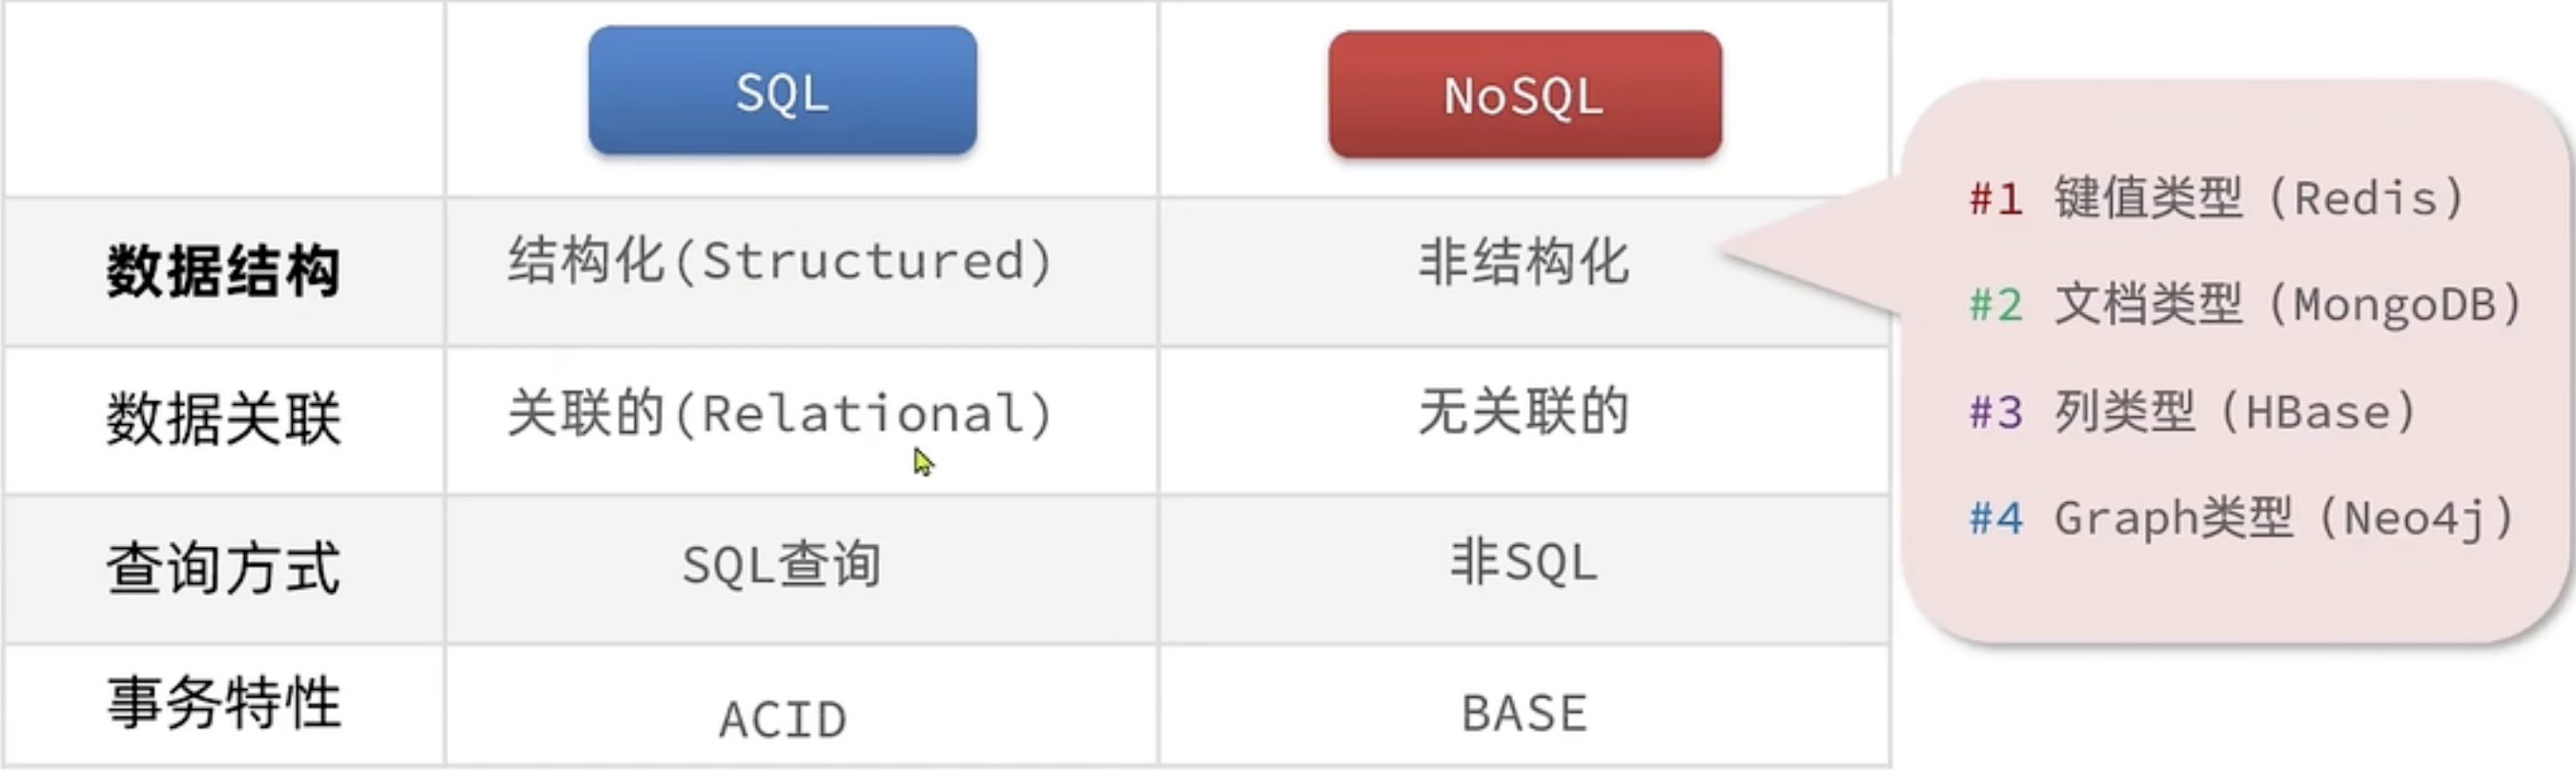 SQL NoSQL
数据结构 结构化(Structured) 非结构化
数据关联 关联的(Relational) 无关联的
查询方式 SQL查询 非SQL
事务特性 ACID BASE
#1 键值类型（Redis）
#2 文档类型（MongoDB）
#3 列类型（HBase）
#4 Graph类型（Neo4j）